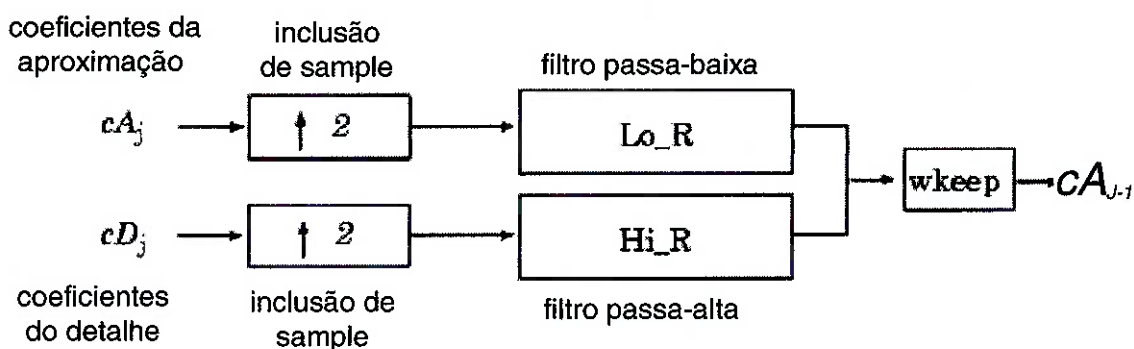 coeficientes da
aproximação
inclusão
de sample
filtro passa-baixa
cA_j
↑ 2
Lo_R
wkeep
cA_{J-1}
cD_j
↑ 2
Hi_R
coeficientes
do detalhe
inclusão de
sample
filtro passa-alta